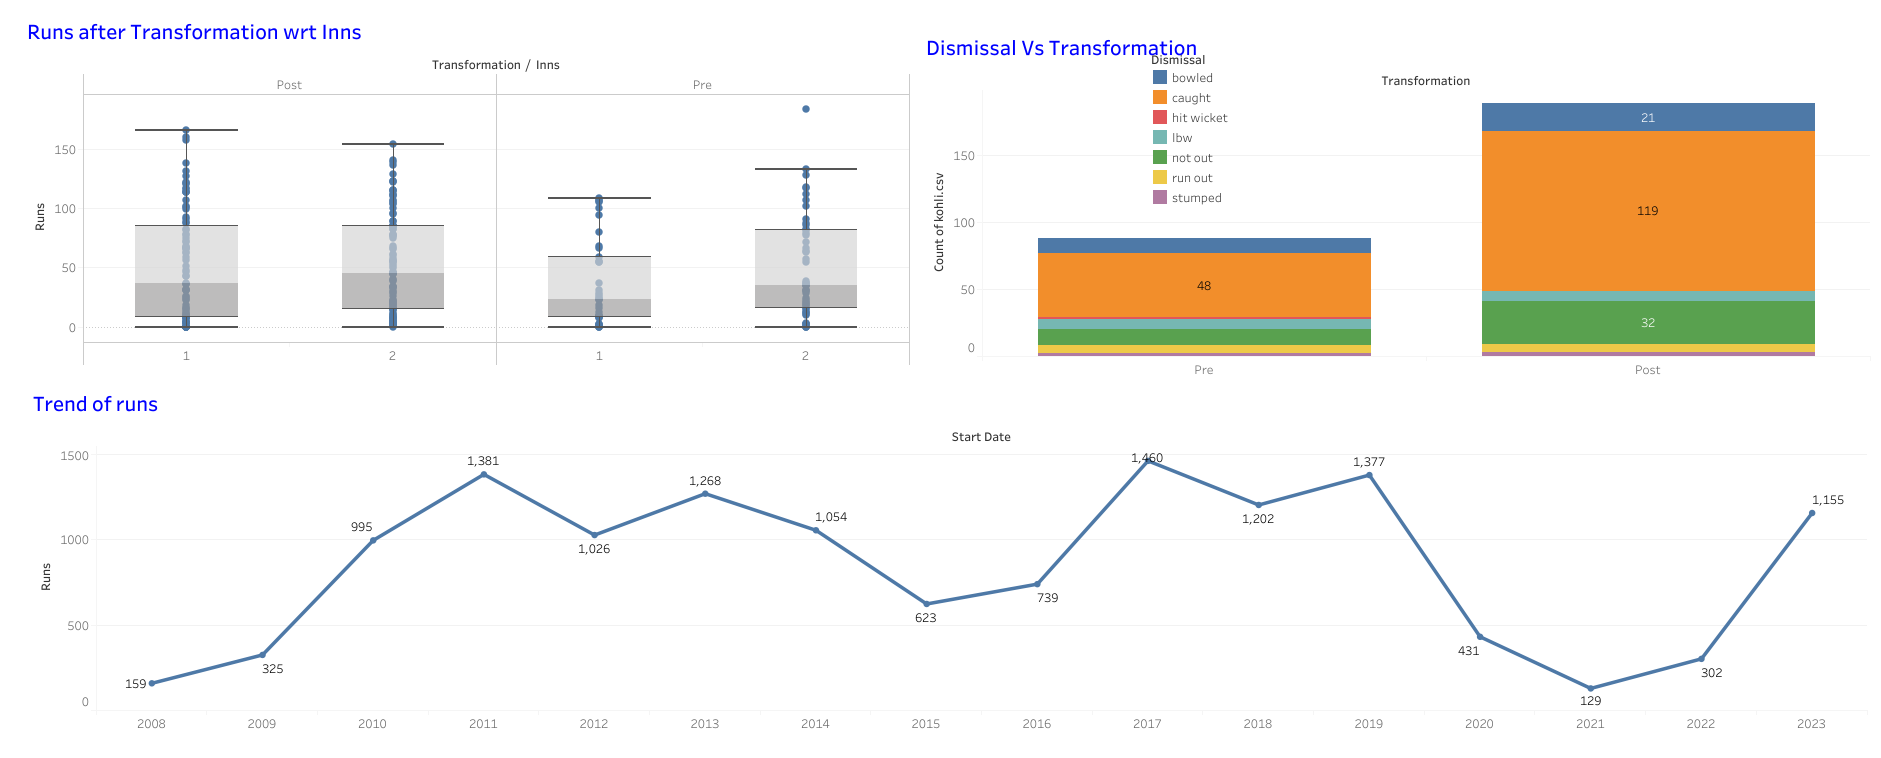 Runs after Transformation wrt Inns
Transformation / Inns
Post
Pre
Runs
150
100
50
0
1
2
1
2
Dismissal Vs Transformation
Dismissal
bowled
caught
hit wicket
lbw
not out
run out
stumped
Transformation
Count of kohli.csv
150
100
50
0
48
21
119
32
Pre
Post
Trend of runs
Start Date
Runs
1500
1000
500
0
159
325
995
1,381
1,026
1,268
1,054
623
739
1,460
1,202
1,377
431
129
302
1,155
2008
2009
2010
2011
2012
2013
2014
2015
2016
2017
2018
2019
2020
2021
2022
2023